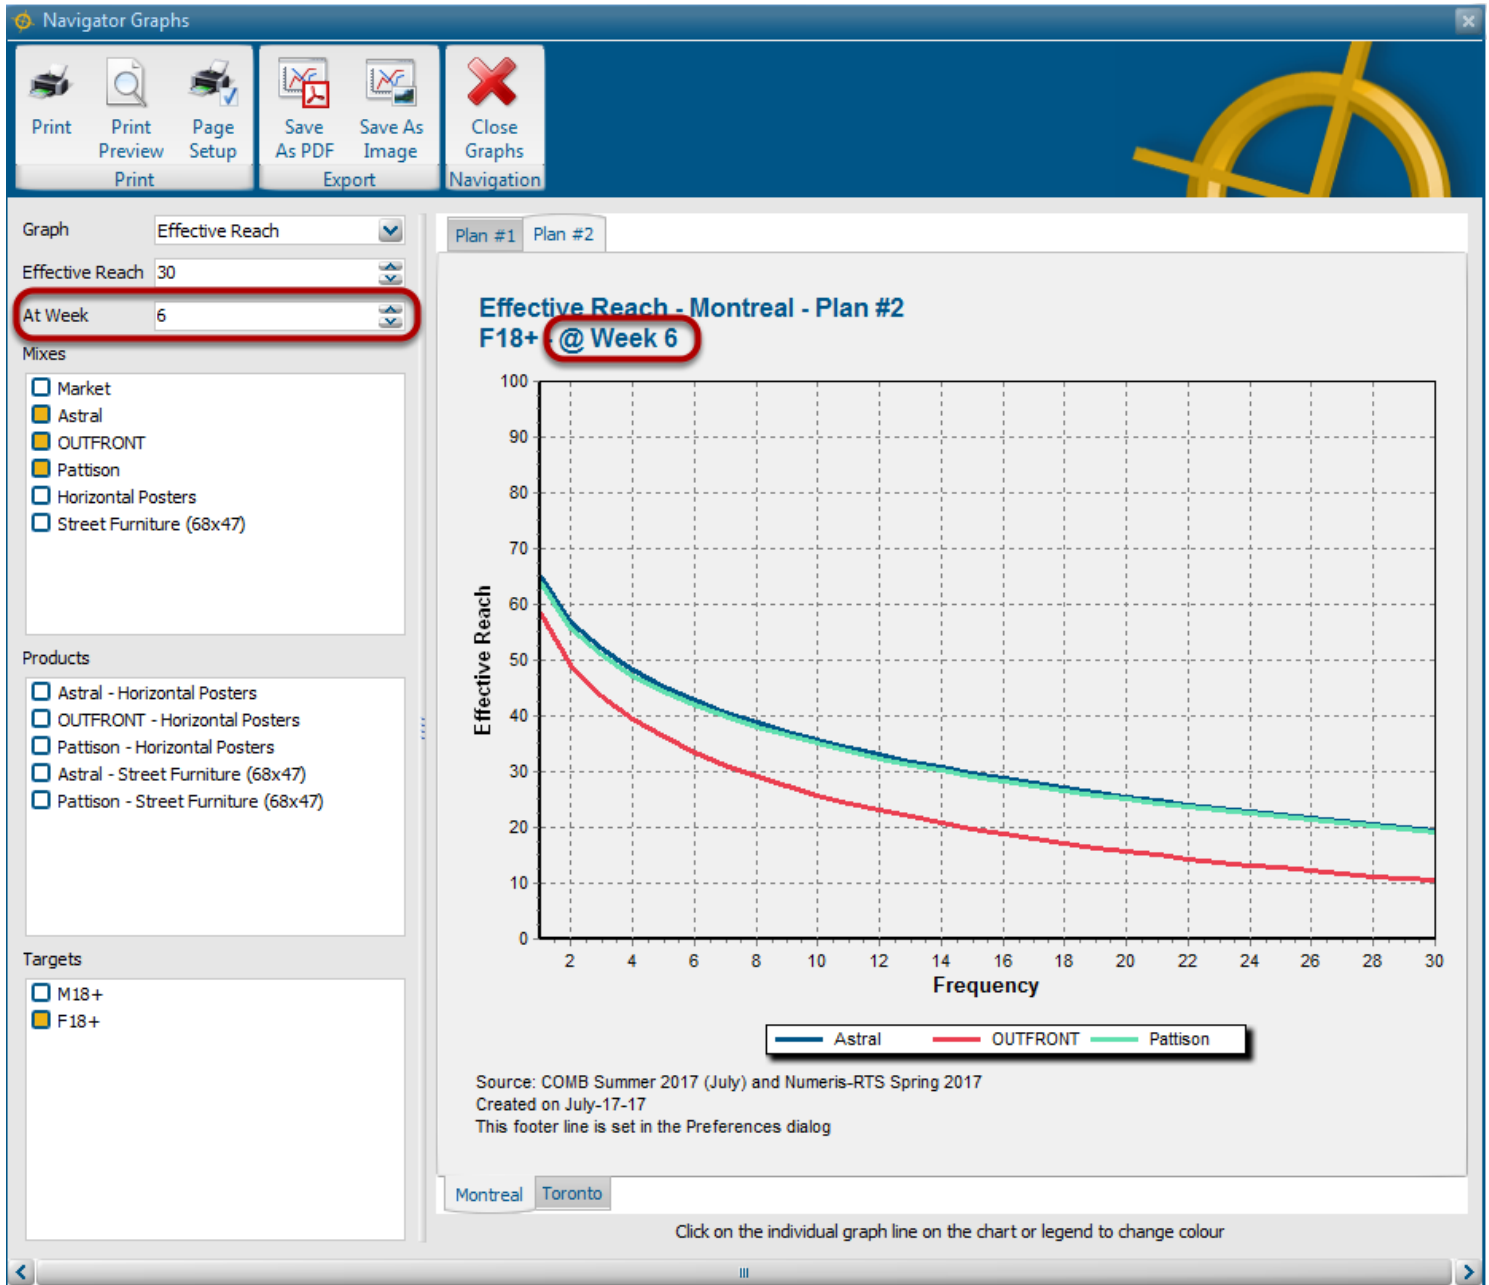 Navigator Graphs
Print
Print Preview
Page Setup
Print
Save As PDF
Save As Image
Export
Close Graphs
Navigation
Graph Effective Reach
Effective Reach 30
At Week 6
Mixes
Market
Astral
OUTFRONT
Pattison
Horizontal Posters
Street Furniture (68x47)
Products
Astral - Horizontal Posters
OUTFRONT - Horizontal Posters
Pattison - Horizontal Posters
Astral - Street Furniture (68x47)
Pattison - Street Furniture (68x47)
Targets
M18+
F18+
Plan #1 Plan #2
Effective Reach - Montreal - Plan #2
F18+ - @ Week 6
100
90
80
70
60
50
40
30
20
10
0
Effective Reach
2 4 6 8 10 12 14 16 18 20 22 24 26 28 30
Frequency
Astral OUTFRONT Pattison
Source: COMB Summer 2017 (July) and Numeris-RTS Spring 2017
Created on July-17-17
This footer line is set in the Preferences dialog
Montreal Toronto
Click on the individual graph line on the chart or legend to change colour